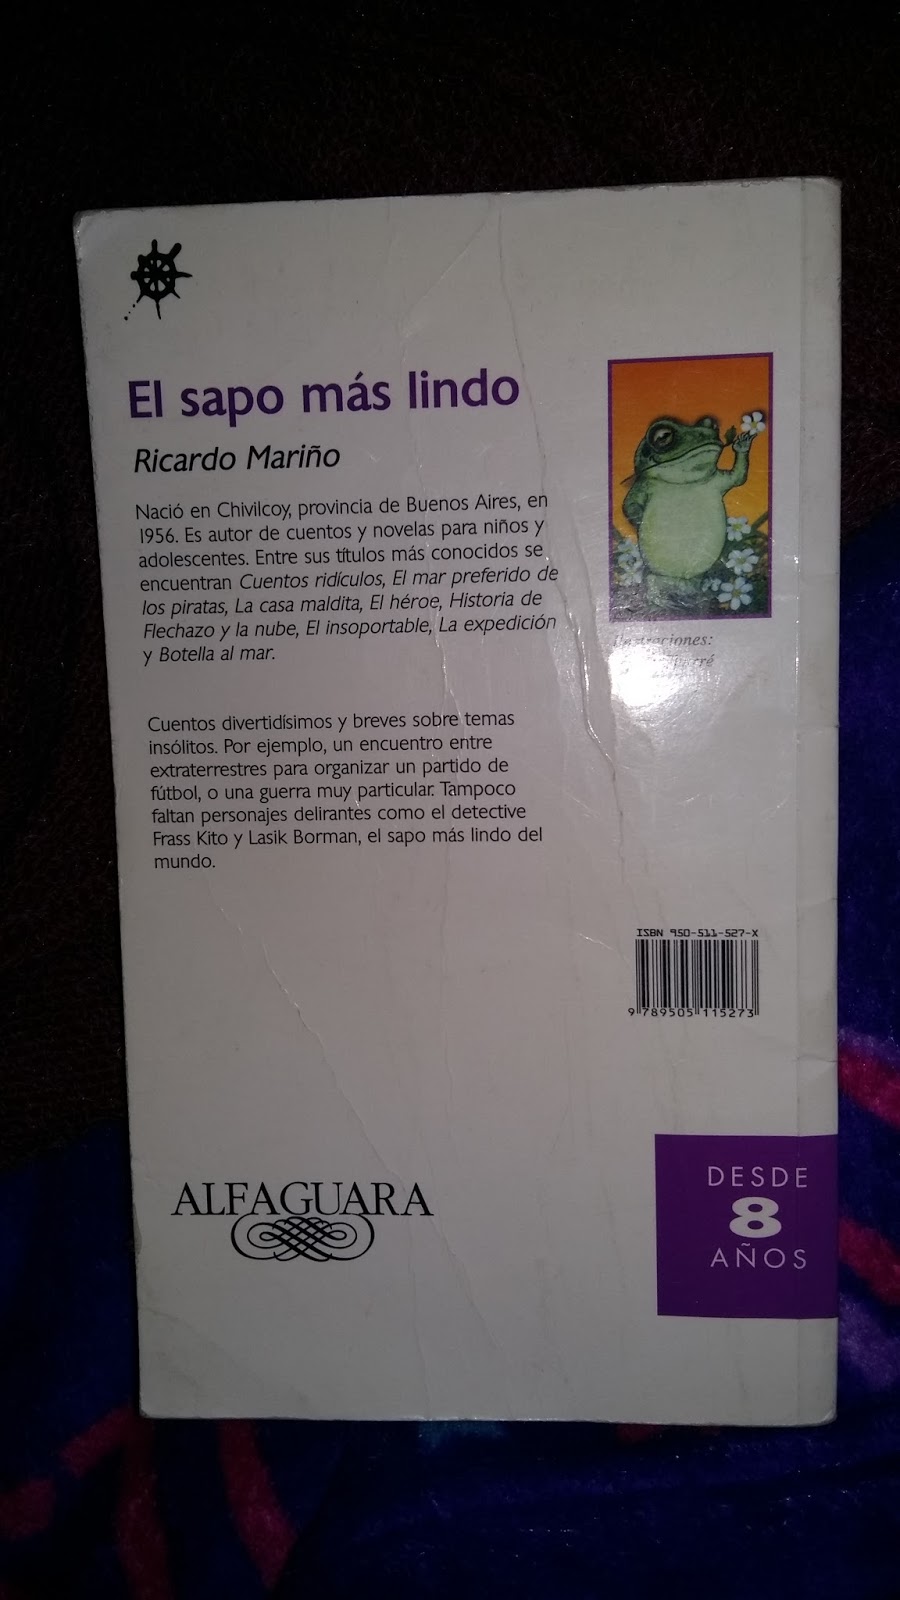 El sapo más lindo
Ricardo Mariño
Nació en Chivilcoy, provincia de Buenos Aires, en
1956. Es autor de cuentos y novelas para niños y
adolescentes. Entre sus títulos más conocidos se
encuentran Cuentos ridículos, El mar preferido de
los piratas, La casa maldita, El héroe, Historia de
Flechazo y la nube, El insoportable, La expedición
y Botella al mar.
Ilustraciones:
Cuentos divertidísimos y breves sobre temas
insólitos. Por ejemplo, un encuentro entre
extraterrestres para organizar un partido de
fútbol, o una guerra muy particular. Tampoco
faltan personajes delirantes como el detective
Frass Kito y Lasik Borman, el sapo más lindo del
mundo.
ISBN 950-511-527-X
9 789505 115273
ALFAGUARA
DESDE
8
AÑOS